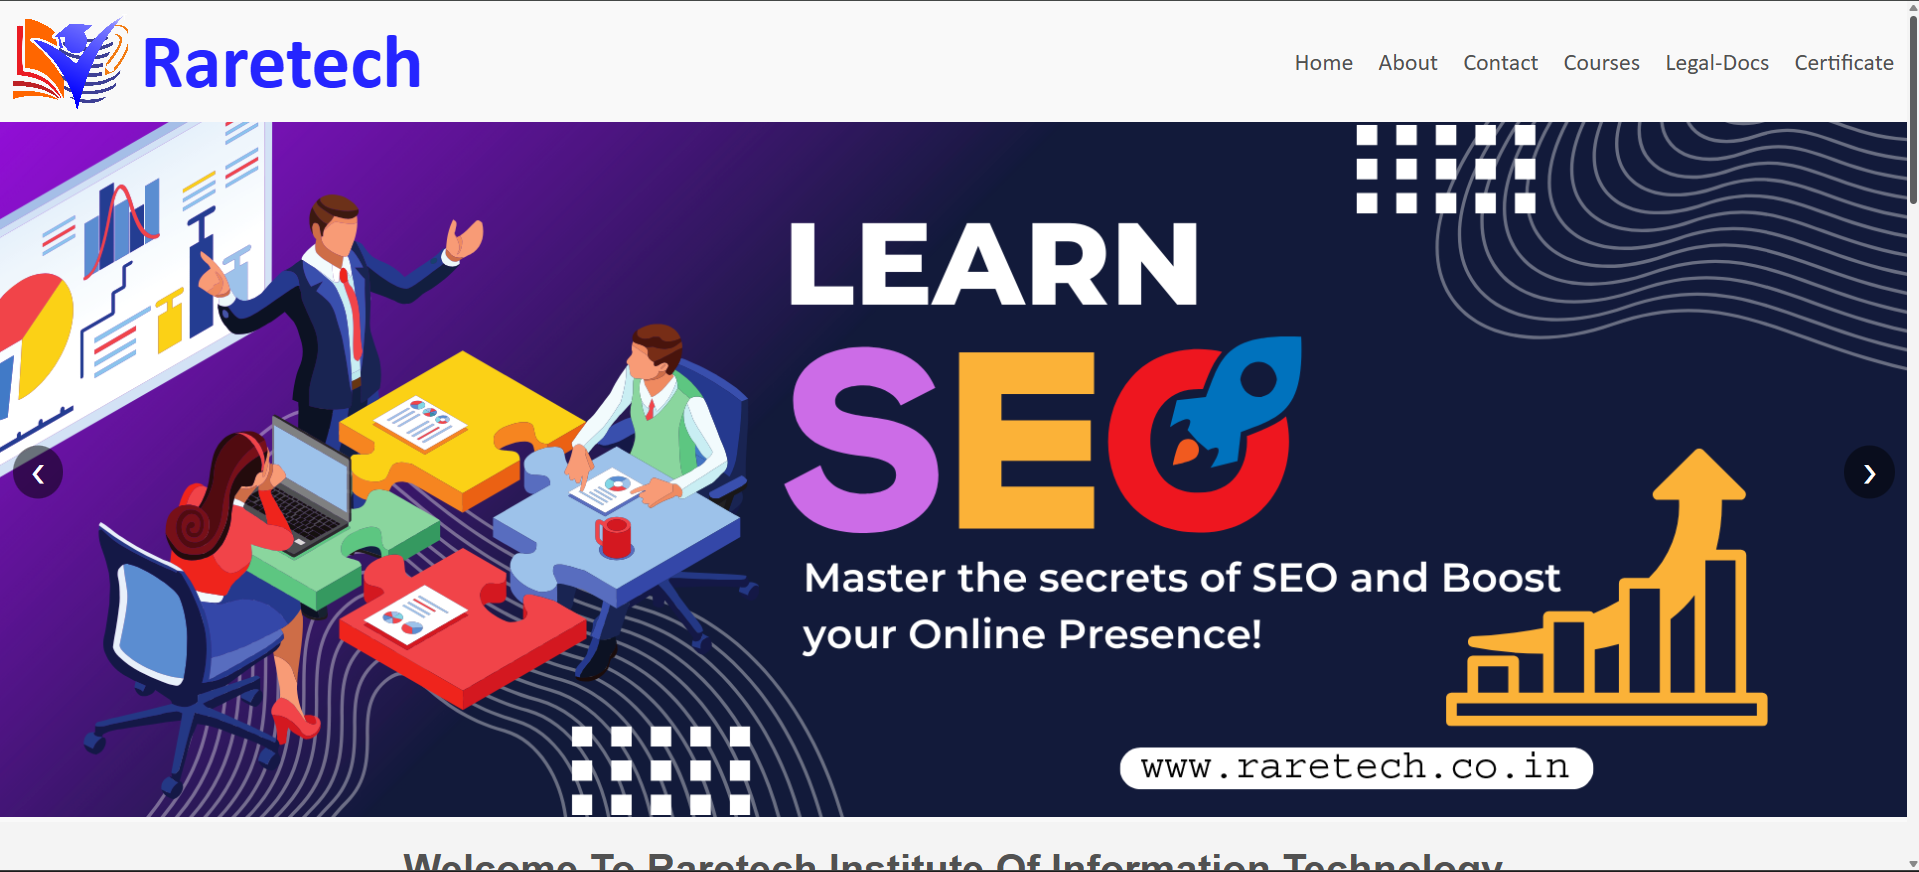 Raretech
Home About Contact Courses Legal-Docs Certificate
LEARN
SEO
Master the secrets of SEO and Boost
your Online Presence!
www.raretech.co.in
Welcome To Raretech Institute Of Information Technology